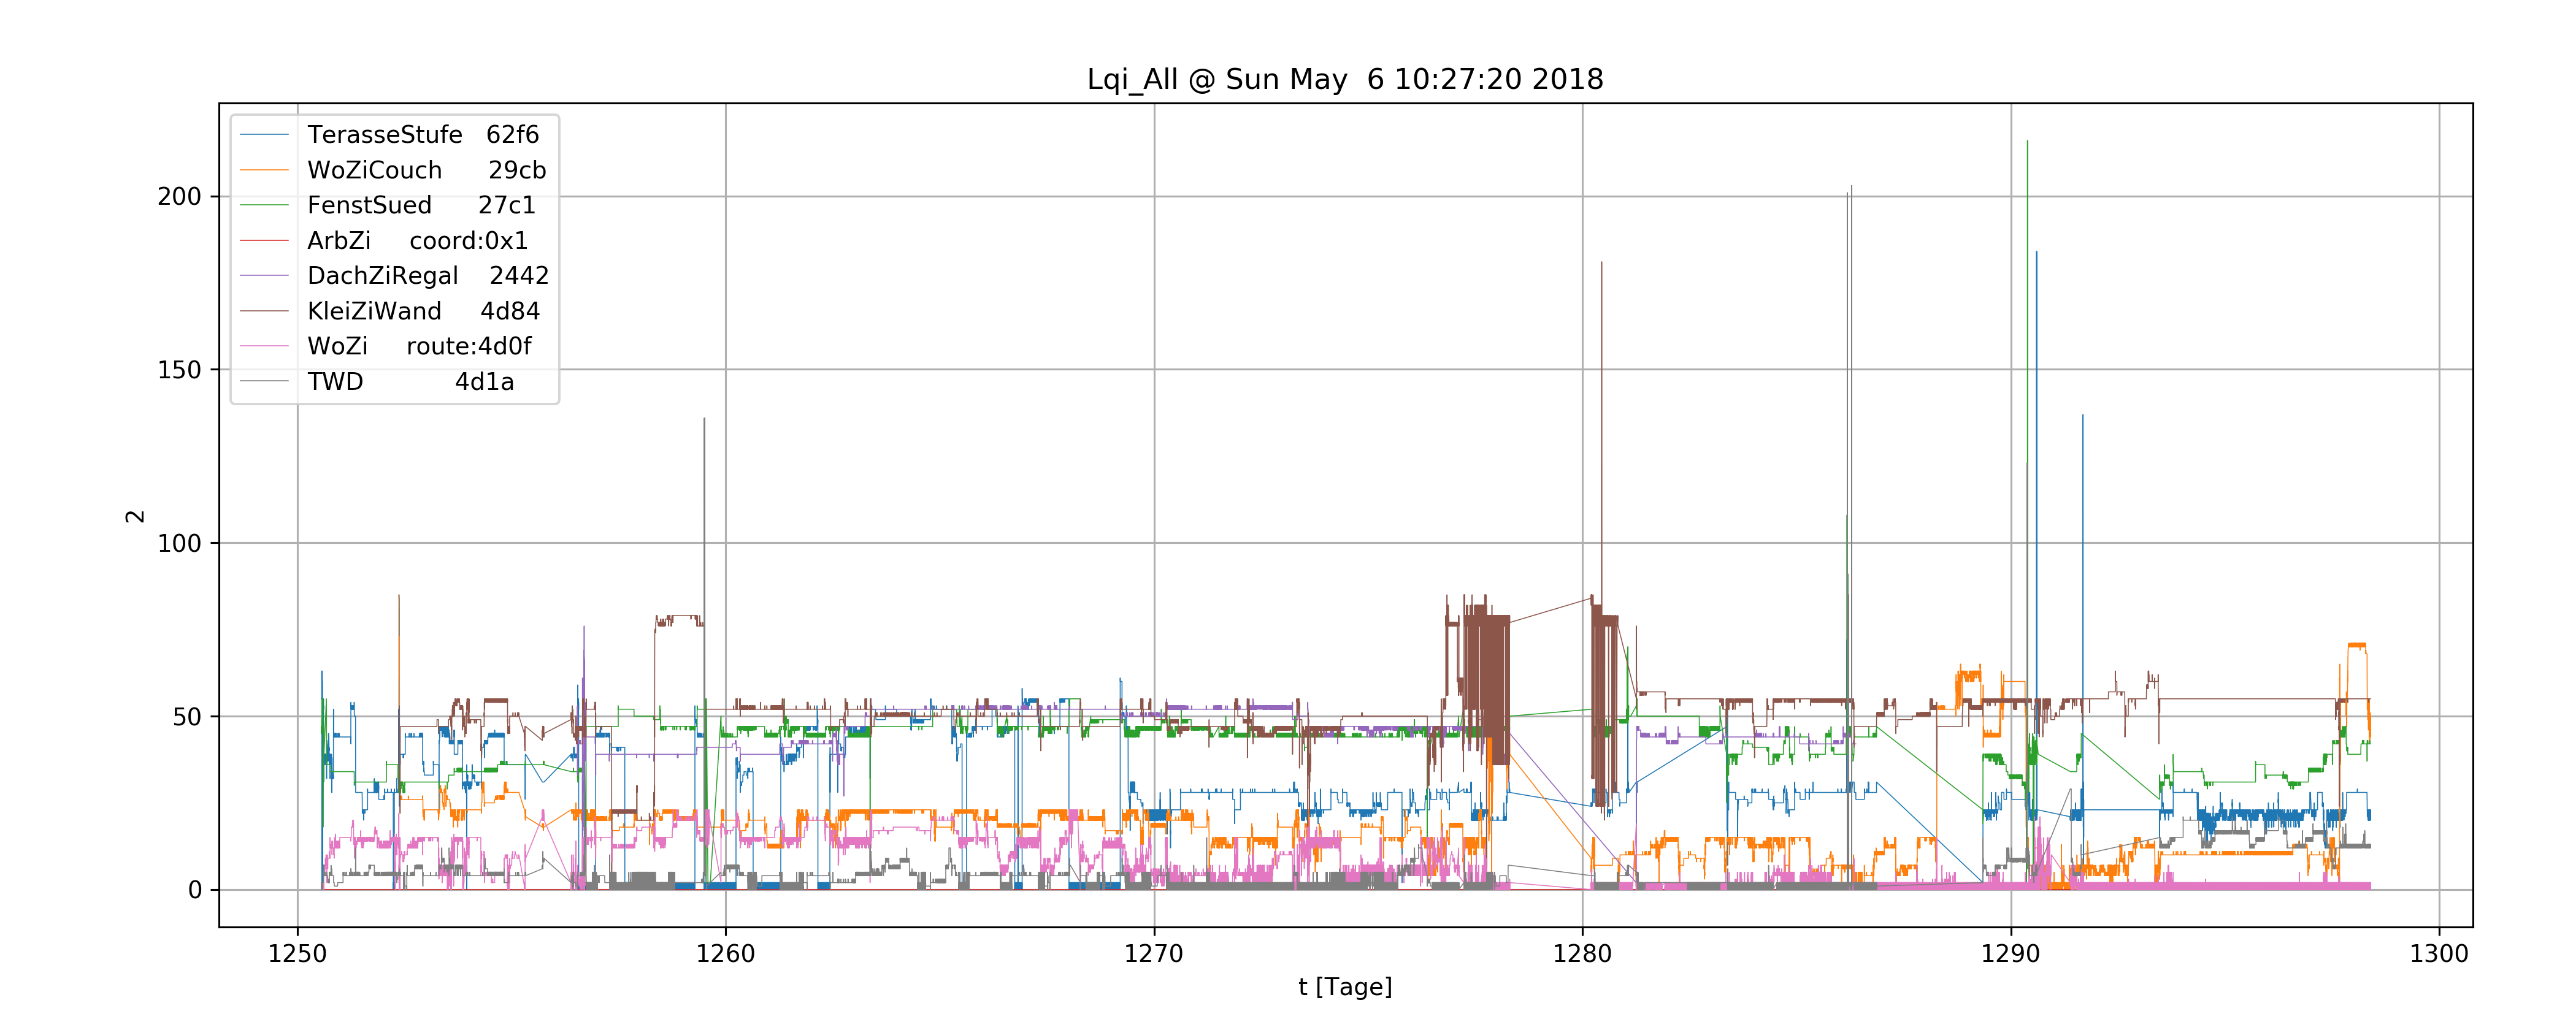 Lqi_All @ Sun May  6 10:27:20 2018
TerasseStufe   62f6
WoZiCouch      29cb
FenstSued      27c1
ArbZi     coord:0x1
DachZiRegal    2442
KleiZiWand     4d84
WoZi     route:4d0f
TWD            4d1a
200
150
100
50
0
2
1250 1260 1270 1280 1290 1300
t [Tage]